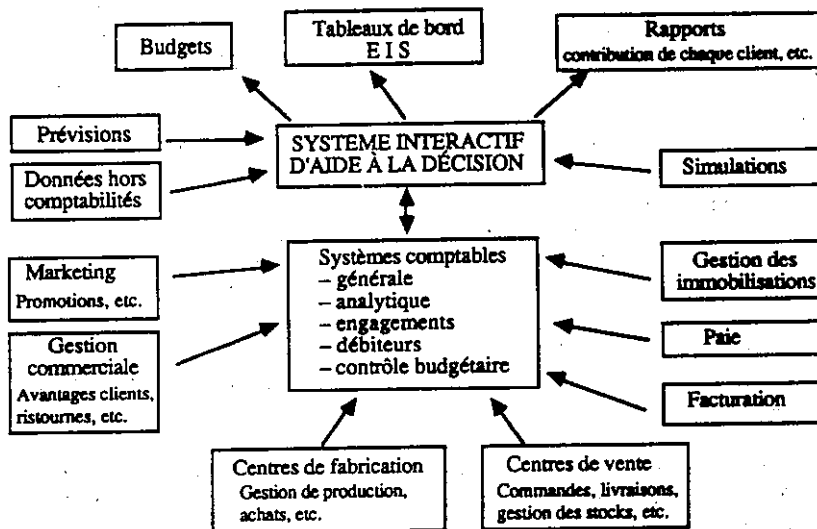 Budgets
Tableaux de bord
E I S
Rapports
contribution de chaque client, etc.
Prévisions
SYSTEME INTERACTIF
D'AIDE À LA DÉCISION
Données hors
comptabilités
Simulations
Marketing
Promotions, etc.
Systèmes comptables
– générale
– analytique
– engagements
– débiteurs
– contrôle budgétaire
Gestion des
immobilisations
Gestion
commerciale
Avantages clients,
ristournes, etc.
Paie
Facturation
Centres de fabrication
Gestion de production,
achats, etc.
Centres de vente
Commandes, livraisons,
gestion des stocks, etc.